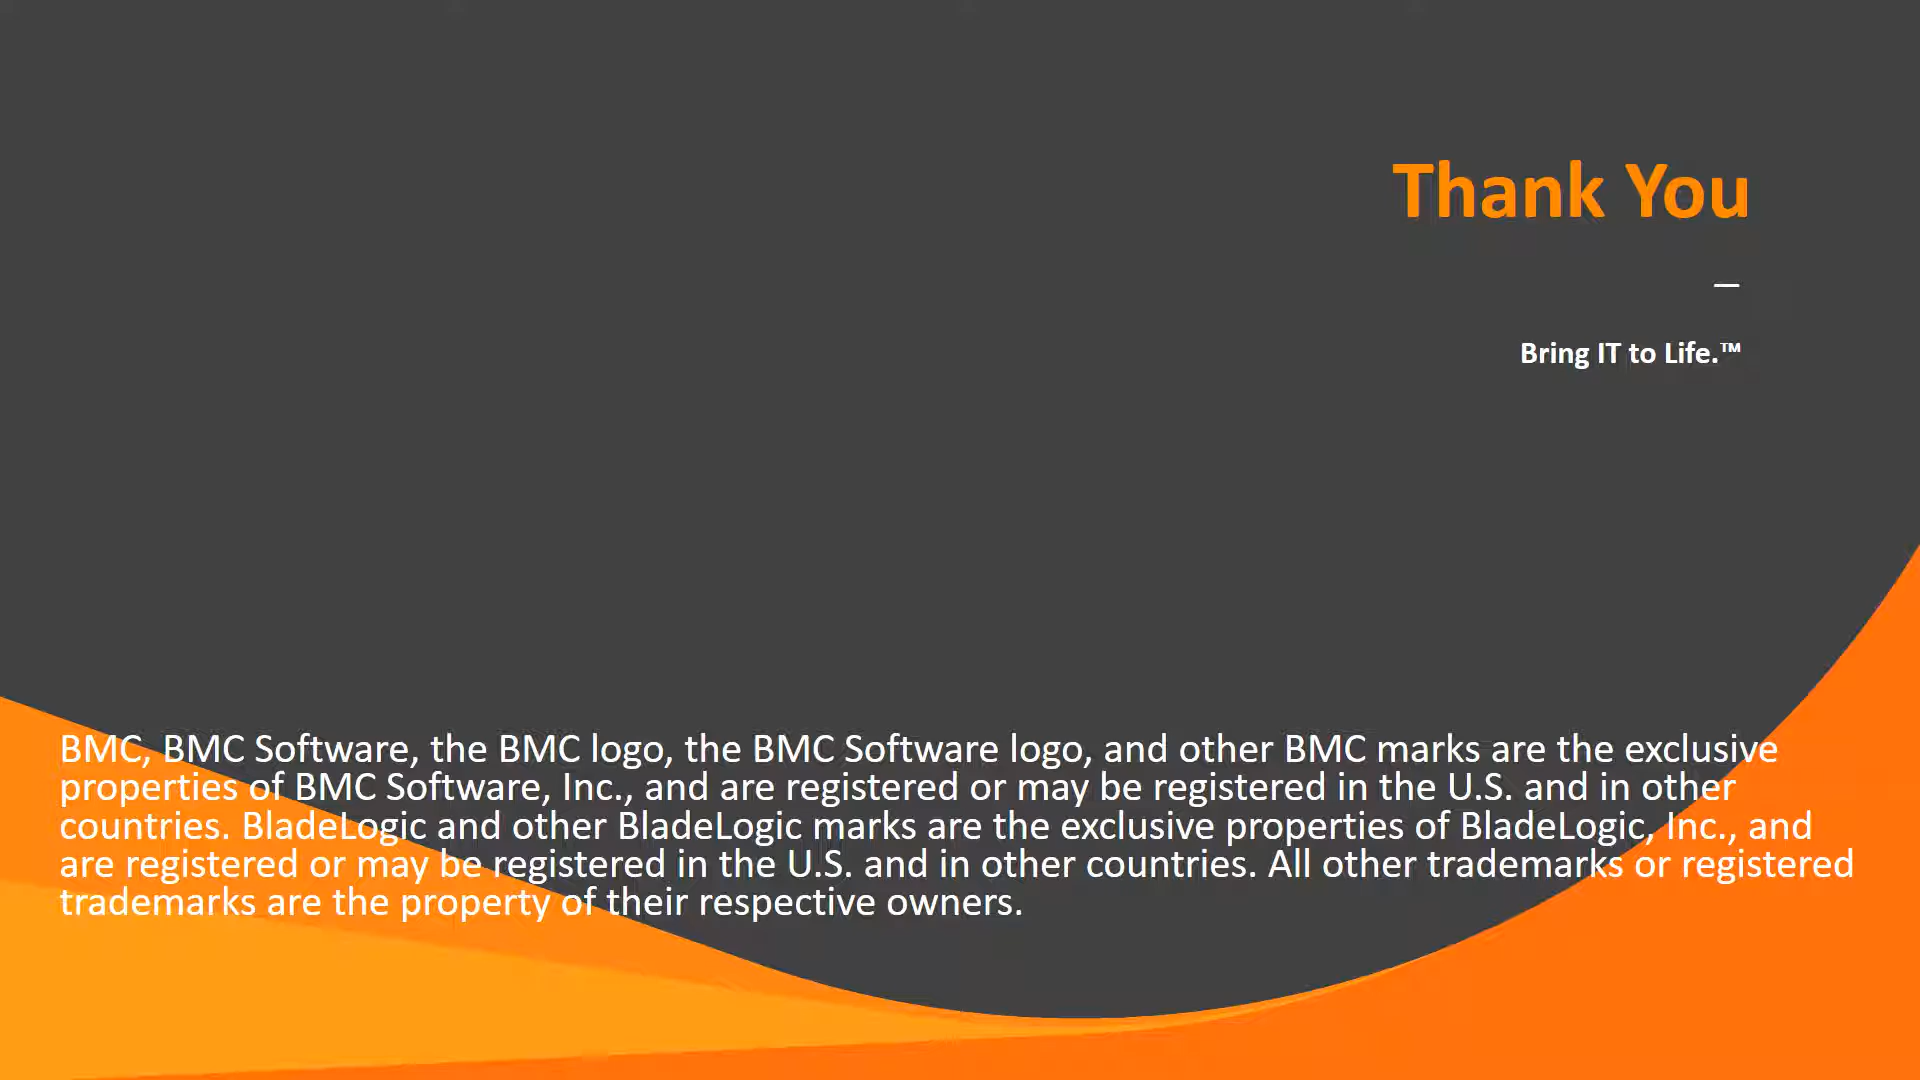 Thank You
—
Bring IT to Life.™
BMC, BMC Software, the BMC logo, the BMC Software logo, and other BMC marks are the exclusive
properties of BMC Software, Inc., and are registered or may be registered in the U.S. and in other
countries. BladeLogic and other BladeLogic marks are the exclusive properties of BladeLogic, Inc., and
are registered or may be registered in the U.S. and in other countries. All other trademarks or registered
trademarks are the property of their respective owners.